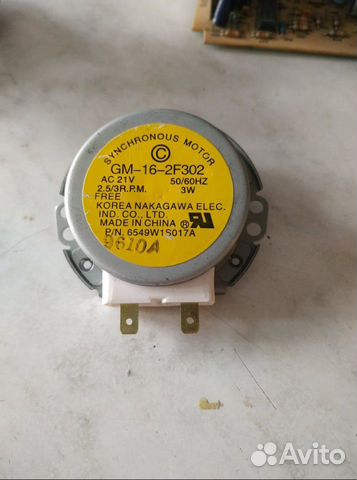 SYNCHRONOUS MOTOR
©
GM-16-2F302
AC 21V 50/60HZ
2.5/3R.P.M. 3W
FREE
KOREA NAKAGAWA ELEC.
IND. CO., LTD.
MADE IN CHINA ®
P/N. 6549W1S017A
9610A
Avito